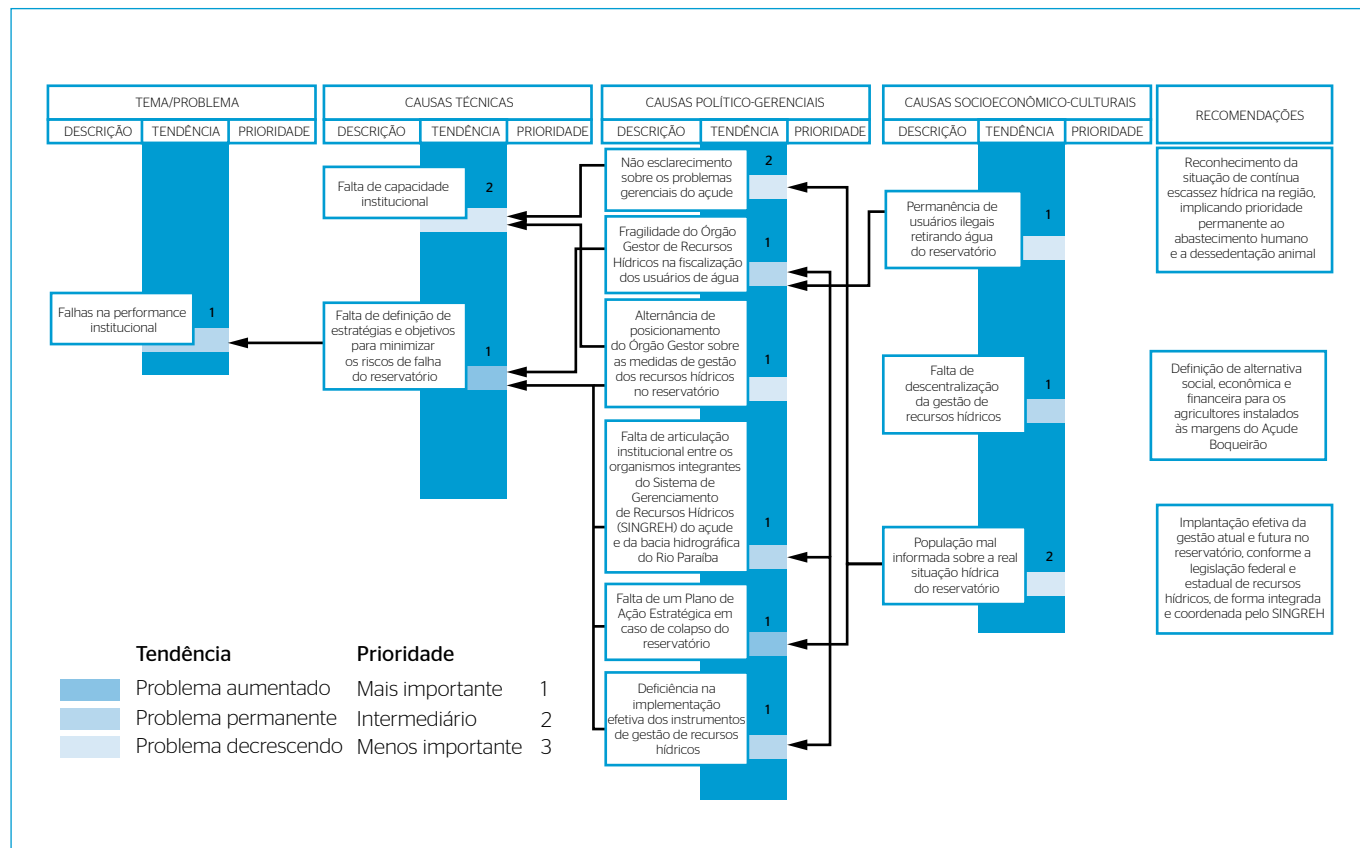 TEMA/PROBLEMA
DESCRIÇÃO
TENDÊNCIA
PRIORIDADE
Falhas na performance
institucional
1
CAUSAS TÉCNICAS
DESCRIÇÃO
TENDÊNCIA
PRIORIDADE
Falta de capacidade
institucional
2
Falta de definição de
estratégias e objetivos
para minimizar
os riscos de falha
do reservatório
1
CAUSAS POLÍTICO-GERENCIAIS
DESCRIÇÃO
TENDÊNCIA
PRIORIDADE
Não esclarecimento
sobre os problemas
gerenciais do açude
2
Fragilidade do Órgão
Gestor de Recursos
Hídricos na fiscalização
dos usuários de água
1
Alternância de
posicionamento
do Órgão Gestor sobre
as medidas de gestão
dos recursos hídricos
no reservatório
1
Falta de articulação
institucional entre os
organismos integrantes
do Sistema de
Gerenciamento
de Recursos Hídricos
(SINGREH) do açude
e da bacia hidrográfica
do Rio Paraíba
1
Falta de um Plano de
Ação Estratégica em
caso de colapso do
reservatório
1
Deficiência na
implementação
efetiva dos instrumentos
de gestão de recursos
hídricos
1
CAUSAS SOCIOECONÔMICO-CULTURAIS
DESCRIÇÃO
TENDÊNCIA
PRIORIDADE
Permanência de
usuários ilegais
retirando água
do reservatório
1
Falta de
descentralização
da gestão de
recursos hídricos
1
População mal
informada sobre a real
situação hídrica
do reservatório
2
RECOMENDAÇÕES
Reconhecimento da
situação de contínua
escassez hídrica na região,
implicando prioridade
permanente ao
abastecimento humano
e a dessedentação animal
Definição de alternativa
social, econômica e
financeira para os
agricultores instalados
às margens do Açude
Boqueirão
Implantação efetiva da
gestão atual e futura no
reservatório, conforme a
legislação federal e
estadual de recursos
hídricos, de forma integrada
e coordenada pelo SINGREH
Tendência Prioridade
Problema aumentado Mais importante 1
Problema permanente Intermediário 2
Problema decrescendo Menos importante 3